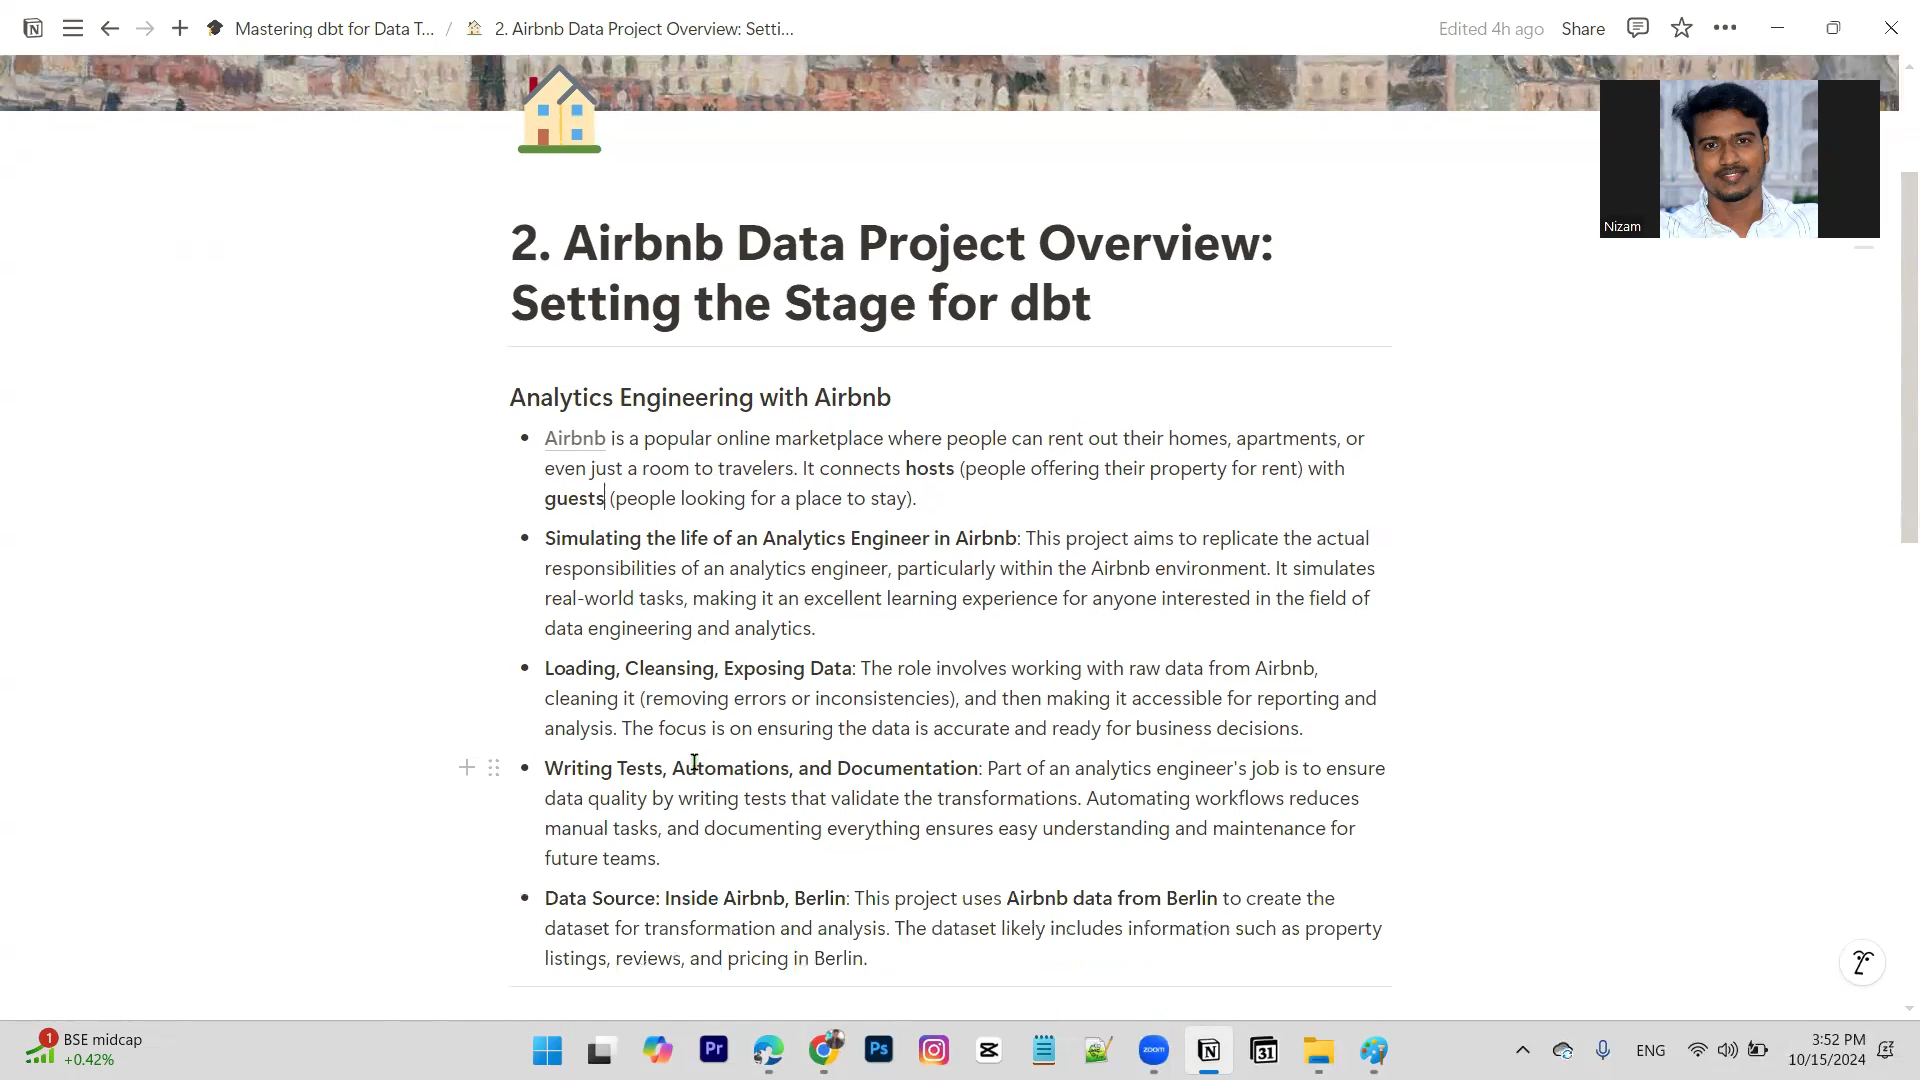 Mastering dbt for Data T... / 2. Airbnb Data Project Overview: Setti...
Edited 4h ago Share
Nizam
2. Airbnb Data Project Overview:
Setting the Stage for dbt
Analytics Engineering with Airbnb
Airbnb is a popular online marketplace where people can rent out their homes, apartments, or
even just a room to travelers. It connects hosts (people offering their property for rent) with
guests (people looking for a place to stay).
Simulating the life of an Analytics Engineer in Airbnb: This project aims to replicate the actual
responsibilities of an analytics engineer, particularly within the Airbnb environment. It simulates
real-world tasks, making it an excellent learning experience for anyone interested in the field of
data engineering and analytics.
Loading, Cleansing, Exposing Data: The role involves working with raw data from Airbnb,
cleaning it (removing errors or inconsistencies), and then making it accessible for reporting and
analysis. The focus is on ensuring the data is accurate and ready for business decisions.
Writing Tests, Automations, and Documentation: Part of an analytics engineer's job is to ensure
data quality by writing tests that validate the transformations. Automating workflows reduces
manual tasks, and documenting everything ensures easy understanding and maintenance for
future teams.
Data Source: Inside Airbnb, Berlin: This project uses Airbnb data from Berlin to create the
dataset for transformation and analysis. The dataset likely includes information such as property
listings, reviews, and pricing in Berlin.
1
BSE midcap
+0.42%
Pr
Ps
zoom
31
ENG
3:52 PM
10/15/2024